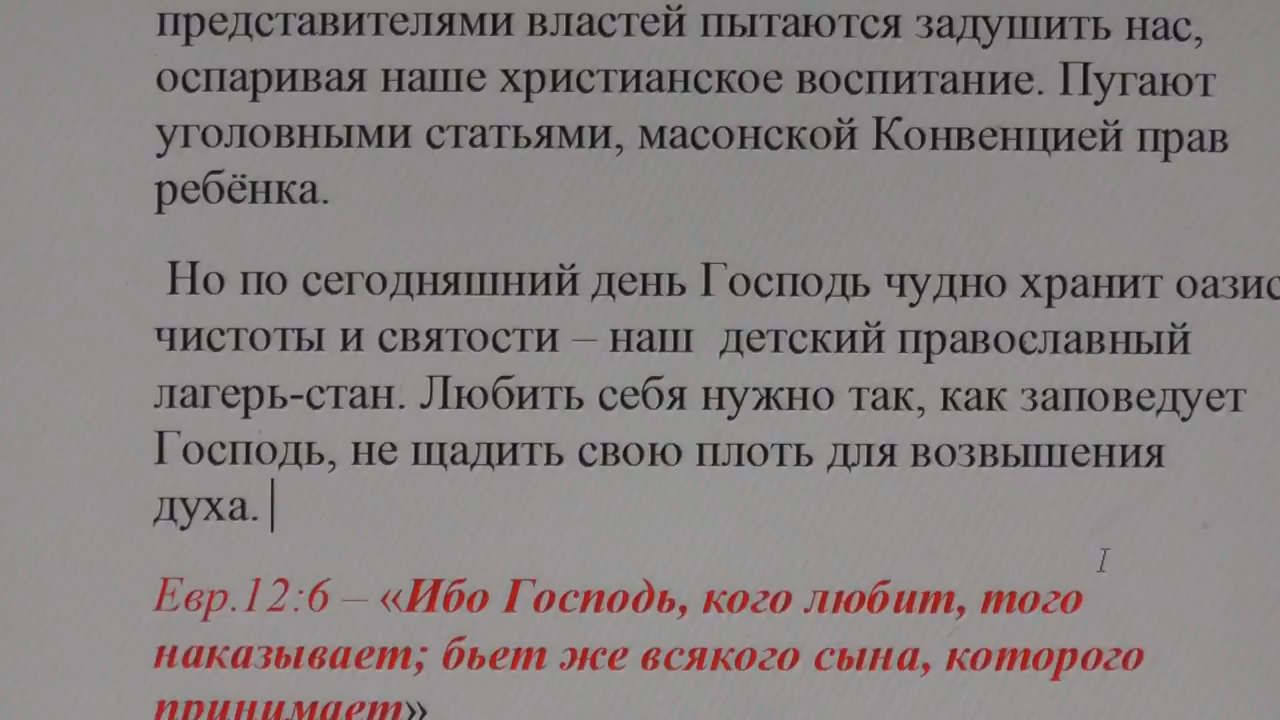 представителями властей пытаются задушить нас,
оспаривая наше христианское воспитание. Пугают
уголовными статьями, масонской Конвенцией прав
ребёнка.
Но по сегодняшний день Господь чудно хранит оазис
чистоты и святости – наш детский православный
лагерь-стан. Любить себя нужно так, как заповедует
Господь, не щадить свою плоть для возвышения
духа.
Евр.12:6 – «Ибо Господь, кого любит, того
наказывает; бьет же всякого сына, которого
принимает»